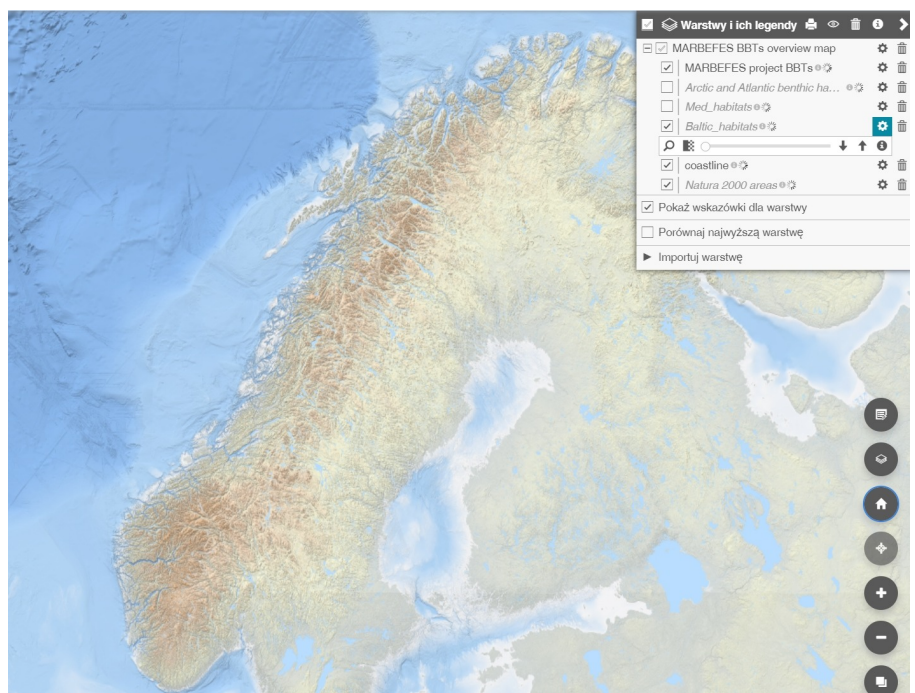 Warstwy i ich legendy
MARBEFES BBTs overview map
MARBEFES project BBTs
Arctic and Atlantic benthic ha...
Med_habitats
Baltic_habitats
coastline
Natura 2000 areas
Pokaż wskazówki dla warstwy
Porównaj najwyższą warstwę
Importuj warstwę